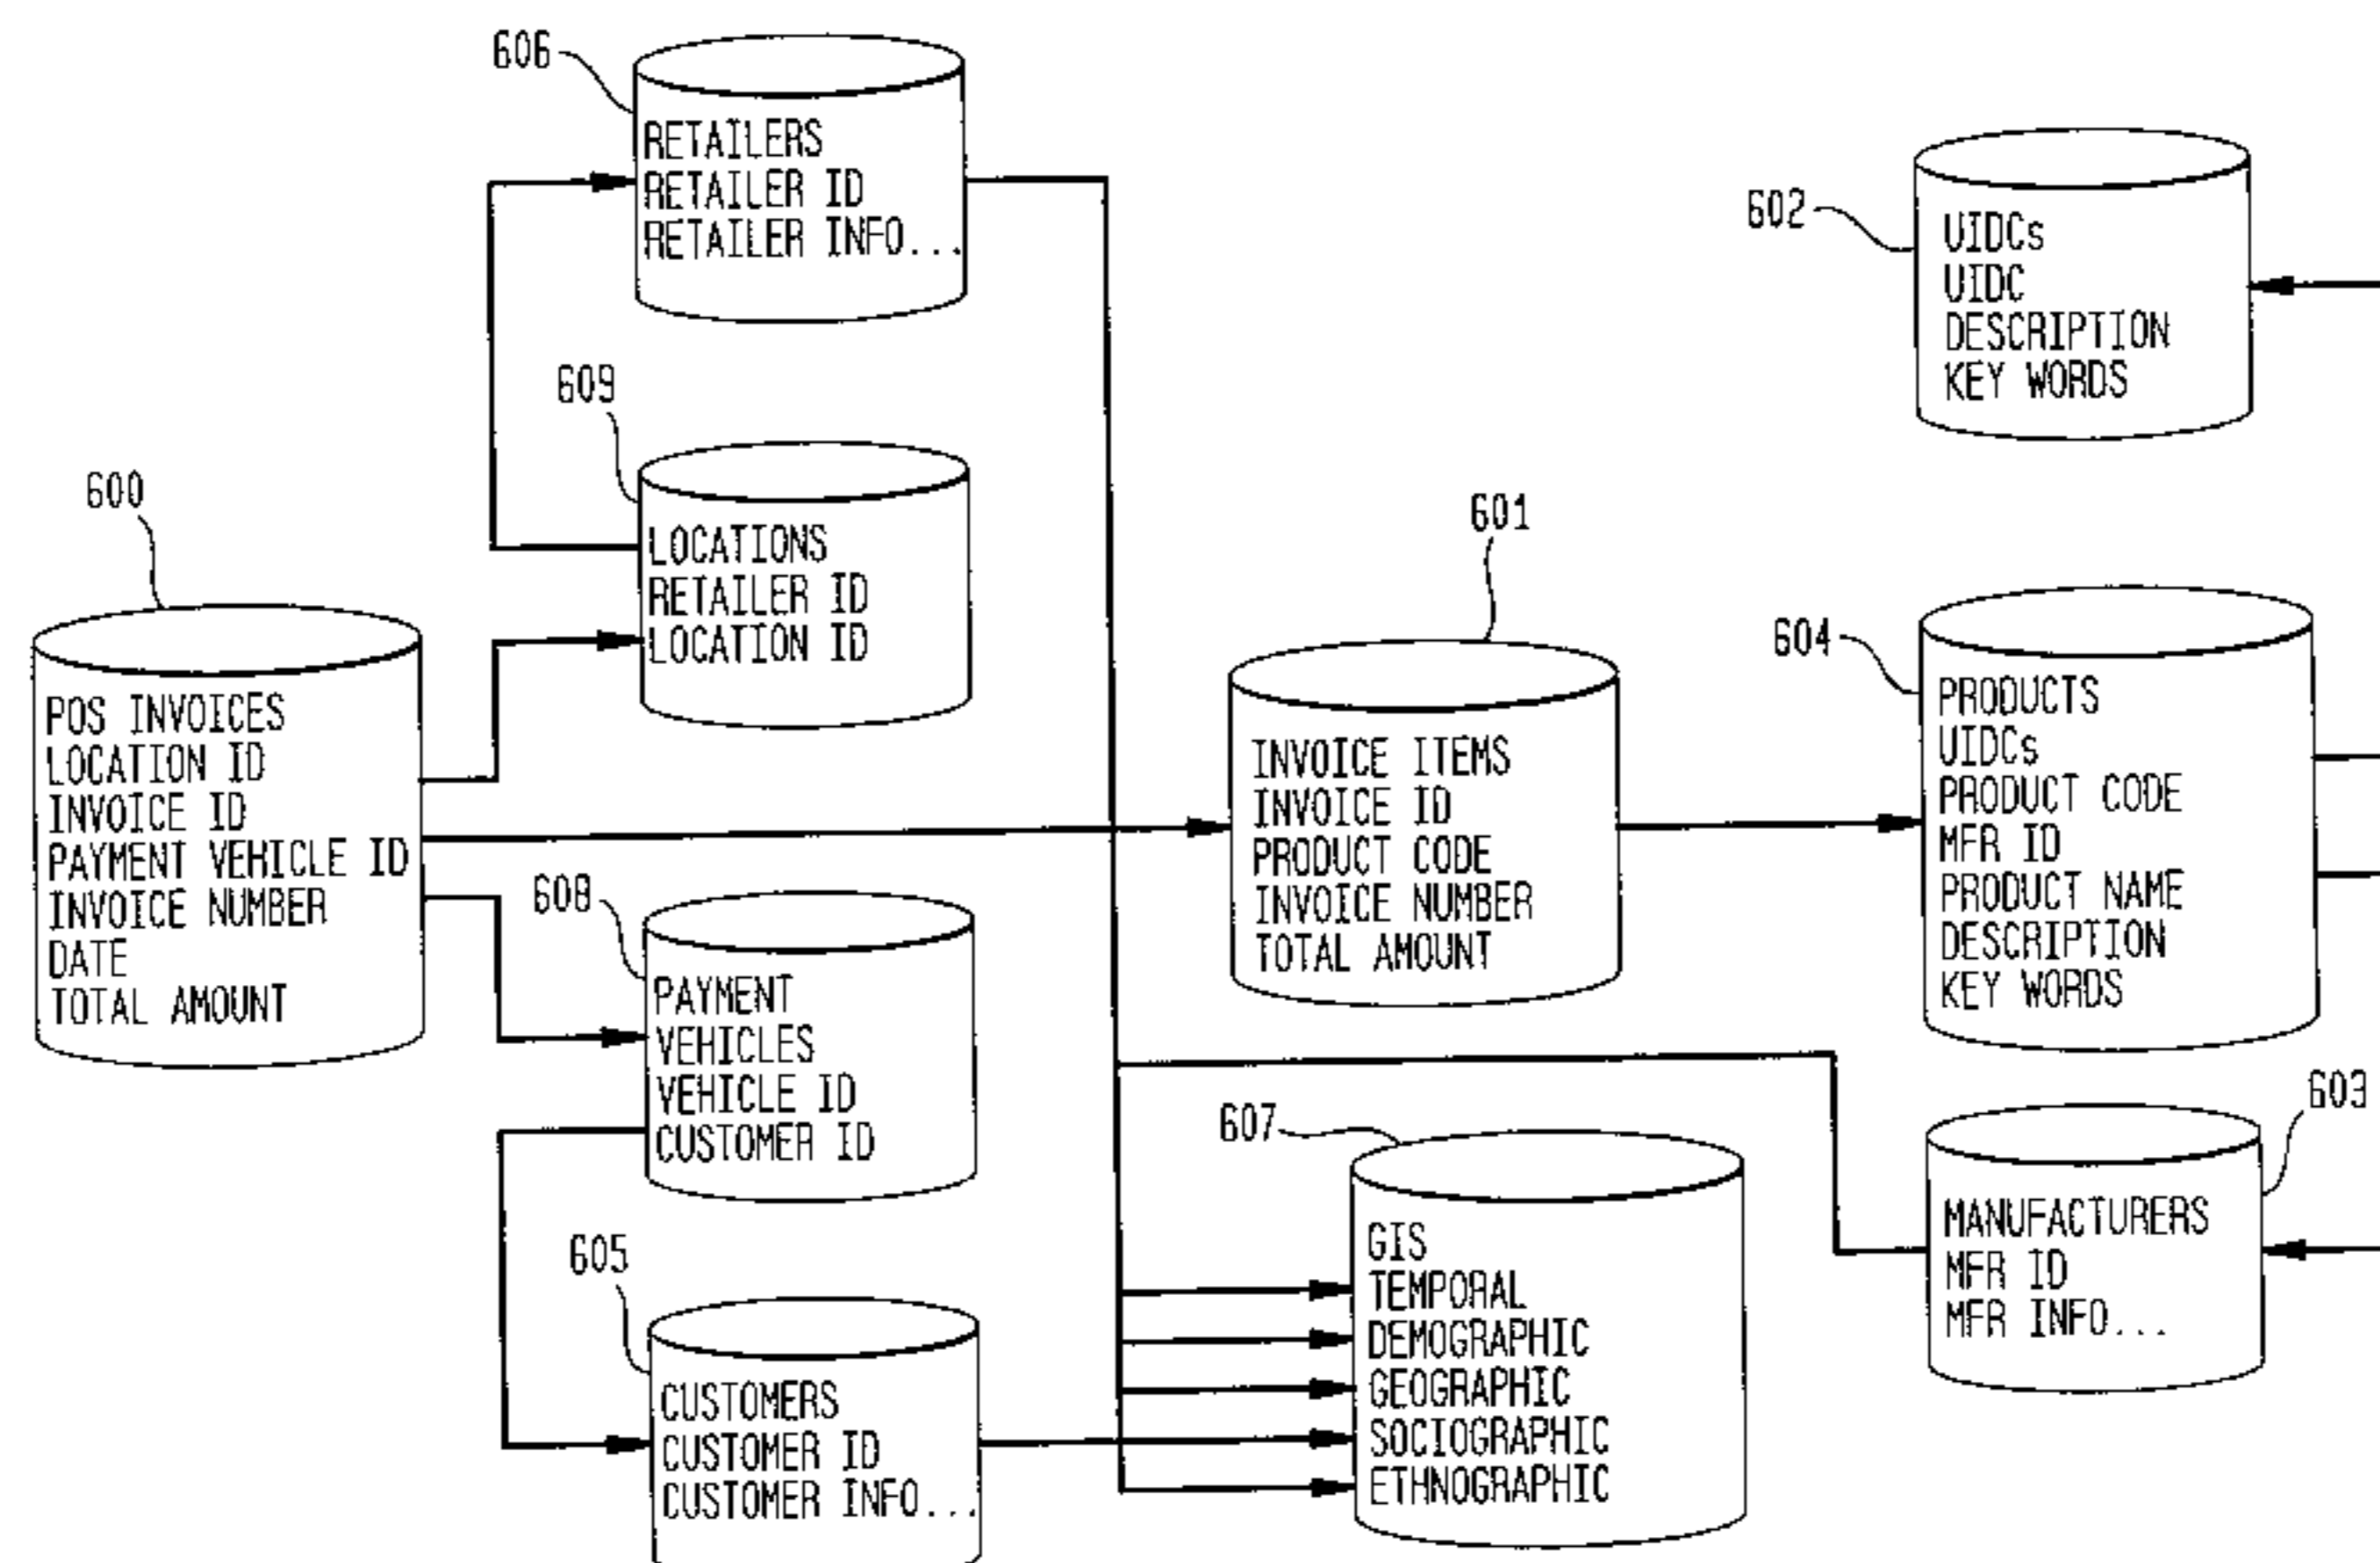 606
RETAILERS
RETAILER ID
RETAILER INFO...
602
UIDCs
UIDC
DESCRIPTION
KEY WORDS
609
LOCATIONS
RETAILER ID
LOCATION ID
600
POS INVOICES
LOCATION ID
INVOICE ID
PAYMENT VEHICLE ID
INVOICE NUMBER
DATE
TOTAL AMOUNT
601
INVOICE ITEMS
INVOICE ID
PRODUCT CODE
INVOICE NUMBER
TOTAL AMOUNT
604
PRODUCTS
UIDCs
PRODUCT CODE
MFR ID
PRODUCT NAME
DESCRIPTION
KEY WORDS
608
PAYMENT
VEHICLES
VEHICLE ID
CUSTOMER ID
607
GIS
TEMPORAL
DEMOGRAPHIC
GEOGRAPHIC
SOCIOGRAPHIC
ETHNOGRAPHIC
603
MANUFACTURERS
MFR ID
MFR INFO...
605
CUSTOMERS
CUSTOMER ID
CUSTOMER INFO...